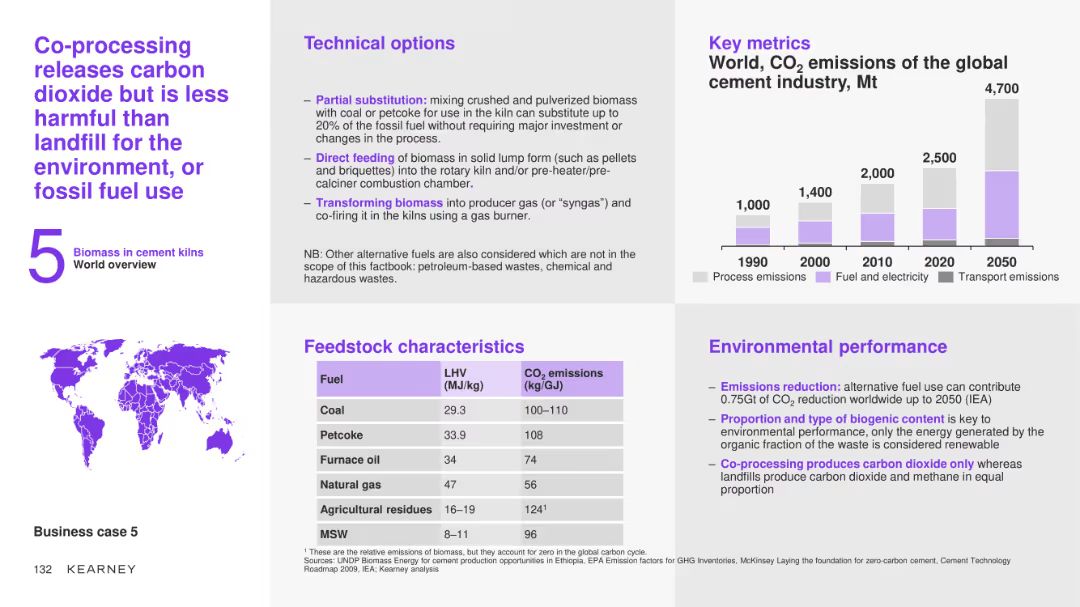 Co-processing
releases carbon
dioxide but is less
harmful than
landfill for the
environment, or
fossil fuel use
5
Biomass in cement kilns
World overview
Business case 5
132 KEARNEY
Technical options
– Partial substitution: mixing crushed and pulverized biomass
with coal or petcoke for use in the kiln can substitute up to
20% of the fossil fuel without requiring major investment or
changes in the process.
– Direct feeding of biomass in solid lump form (such as pellets
and briquettes) into the rotary kiln and/or pre-heater/pre-
calciner combustion chamber.
– Transforming biomass into producer gas (or “syngas”) and
co-firing it in the kilns using a gas burner.
NB: Other alternative fuels are also considered which are not in the
scope of this factbook: petroleum-based wastes, chemical and
hazardous wastes.
Key metrics
World, CO₂ emissions of the global
cement industry, Mt
1,000
1,400
2,000
2,500
4,700
1990 2000 2010 2020 2050
Process emissions Fuel and electricity Transport emissions
Feedstock characteristics
Fuel LHV (MJ/kg) CO₂ emissions (kg/GJ)
Coal 29.3 100–110
Petcoke 33.9 108
Furnace oil 34 74
Natural gas 47 56
Agricultural residues 16–19 124¹
MSW 8–11 96
¹ These are the relative emissions of biomass, but they account for zero in the global carbon cycle.
Sources: UNDP Biomass Energy for cement production opportunities in Ethiopia, EPA Emission factors for GHG Inventories, McKinsey Laying the foundation for zero-carbon cement, Cement Technology
Roadmap 2009, IEA; Kearney analysis
Environmental performance
– Emissions reduction: alternative fuel use can contribute
0.75Gt of CO₂ reduction worldwide up to 2050 (IEA)
– Proportion and type of biogenic content is key to
environmental performance, only the energy generated by the
organic fraction of the waste is considered renewable
– Co-processing produces carbon dioxide only whereas
landfills produce carbon dioxide and methane in equal
proportion